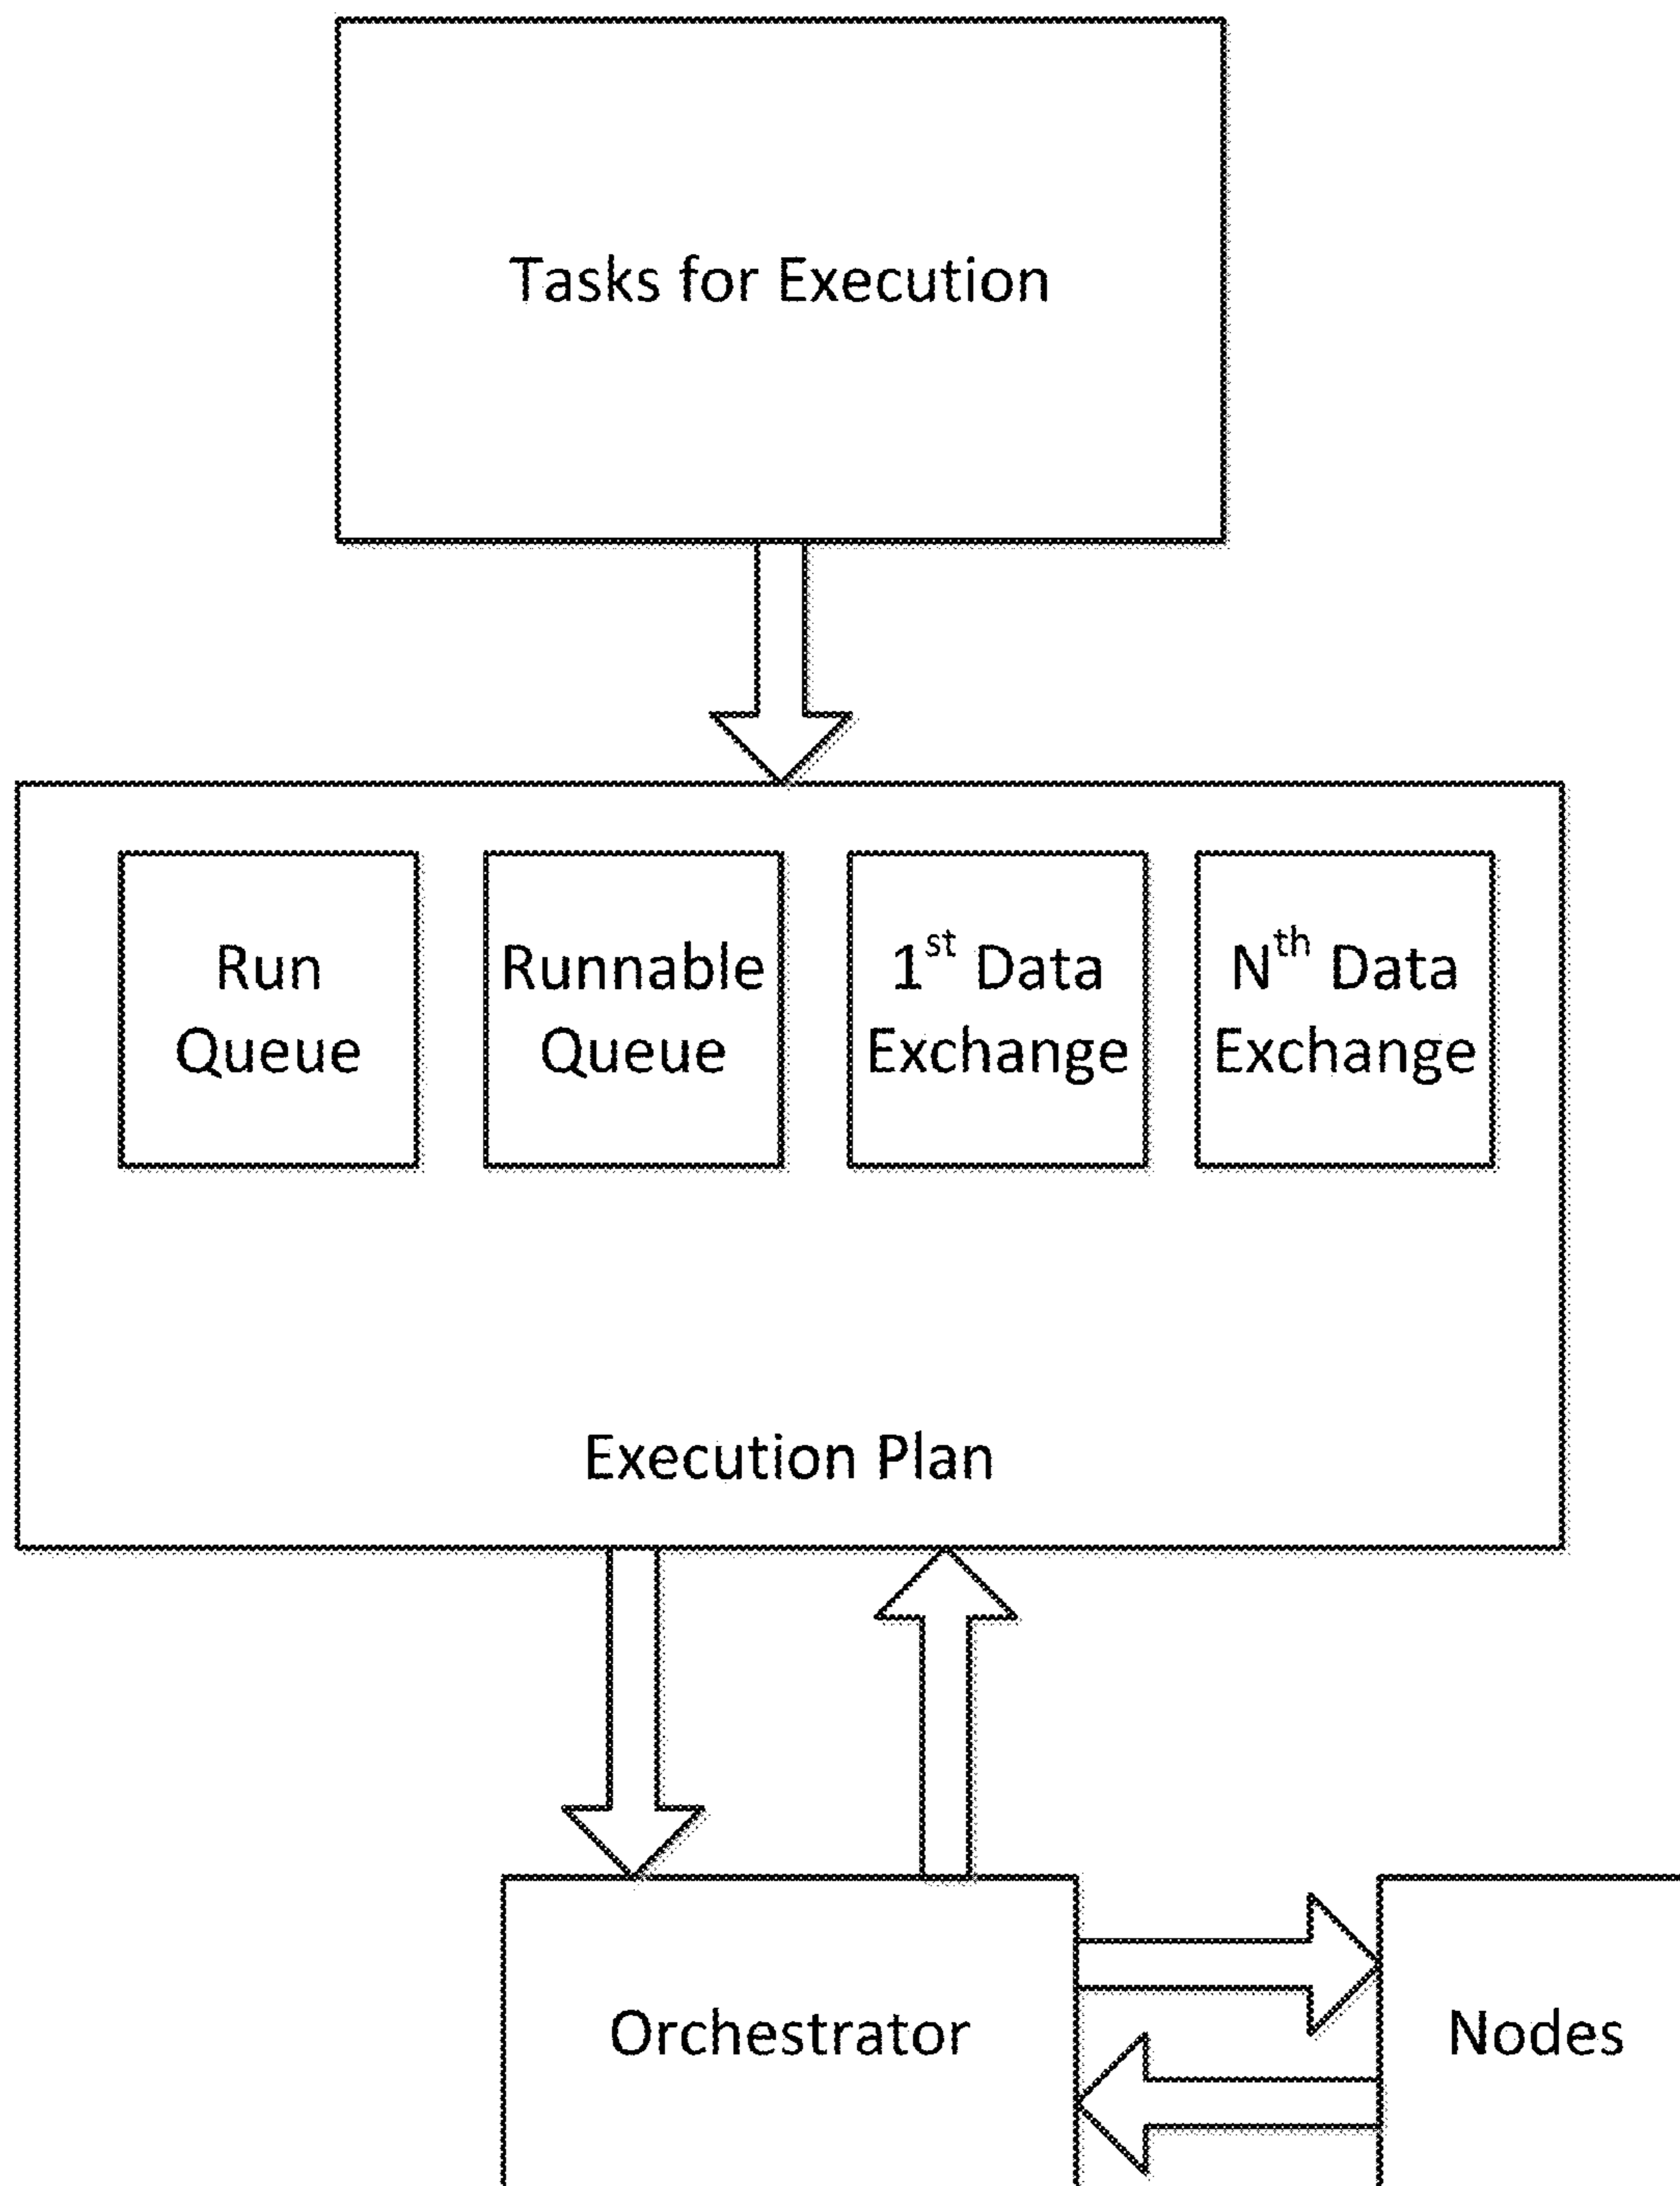 Tasks for Execution
Run
Queue
Runnable
Queue
1st Data
Exchange
Nth Data
Exchange
Execution Plan
Orchestrator
Nodes